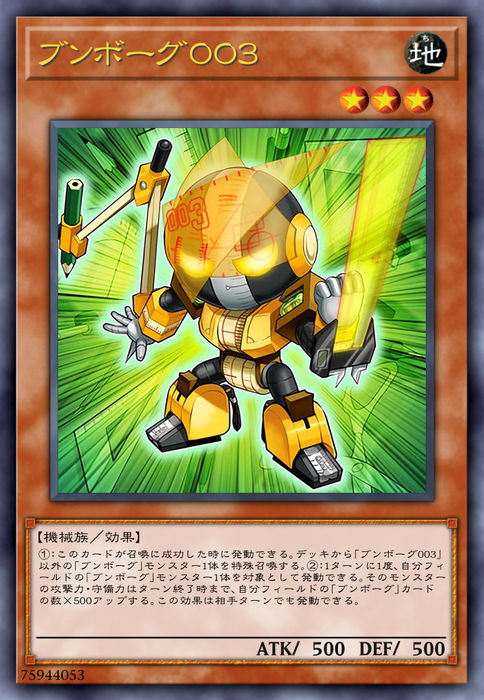 ブンボーグ003
ち
地
003
【機械族／効果】
①：このカードが召喚に成功した時に発動できる。デッキから「ブンボーグ003」
以外の「ブンボーグ」モンスター1体を特殊召喚する。②：1ターンに1度、自分フィ
ールドの「ブンボーグ」モンスター1体を対象として発動できる。そのモンスター
の攻撃力・守備力はターン終了時まで、自分フィールドの「ブンボーグ」カード
の数×500アップする。この効果は相手ターンでも発動できる。
ATK/ 500 DEF/ 500
75944053